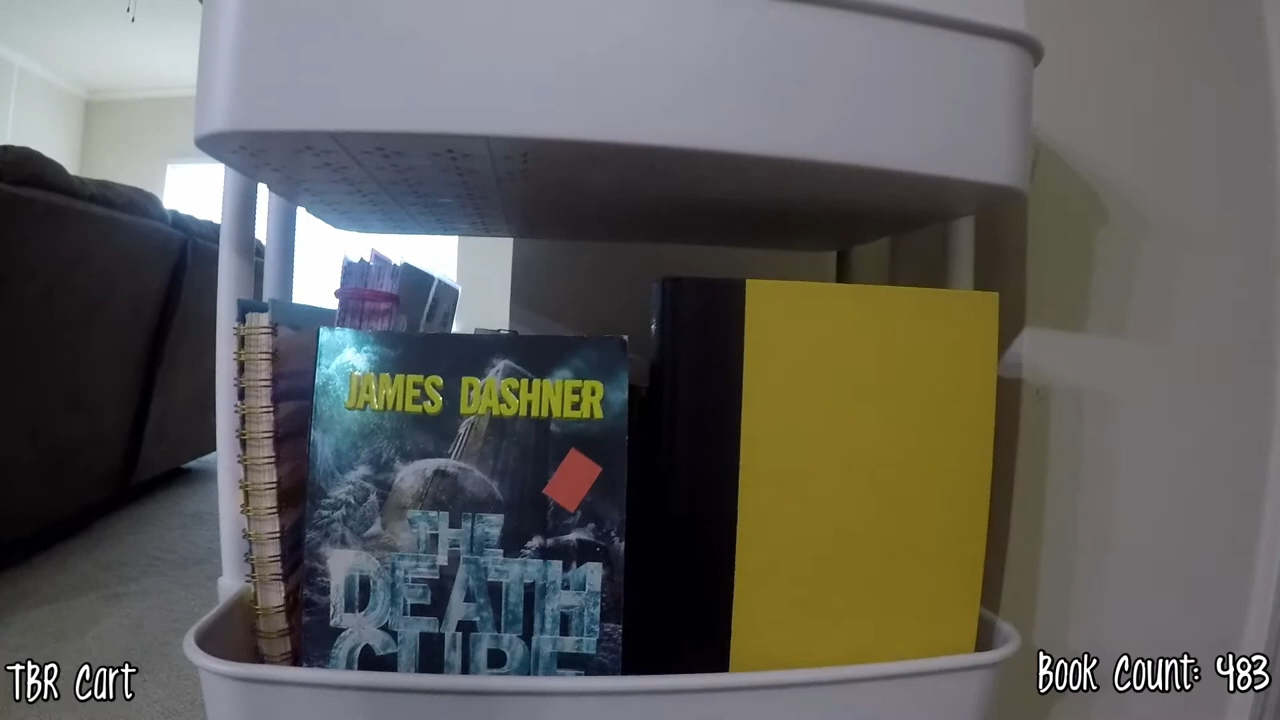 JAMES DASHNER
THE
DEATH
CURE
TBR Cart
Book Count: 483